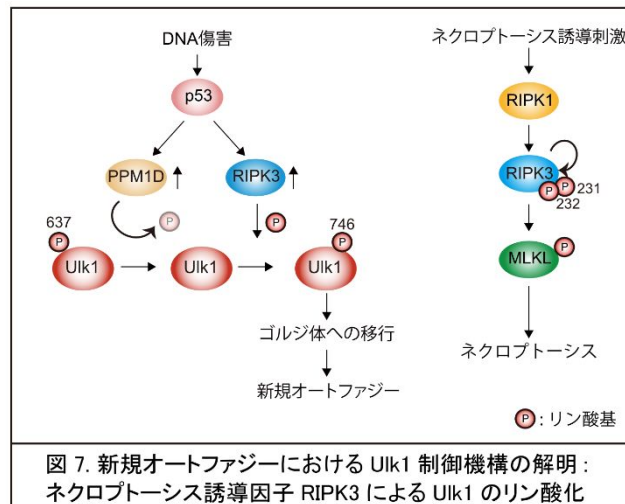 DNA傷害
p53
PPM1D
RIPK3
P
P
637
P
Ulk1
Ulk1
746
P
Ulk1
ゴルジ体への移行
新規オートファジー
ネクロプトーシス誘導刺激
RIPK1
RIPK3
P
P
231
232
MLKL
P
ネクロプトーシス
P : リン酸基
図 7. 新規オートファジーにおける Ulk1 制御機構の解明：
ネクロプトーシス誘導因子 RIPK3 による Ulk1 のリン酸化